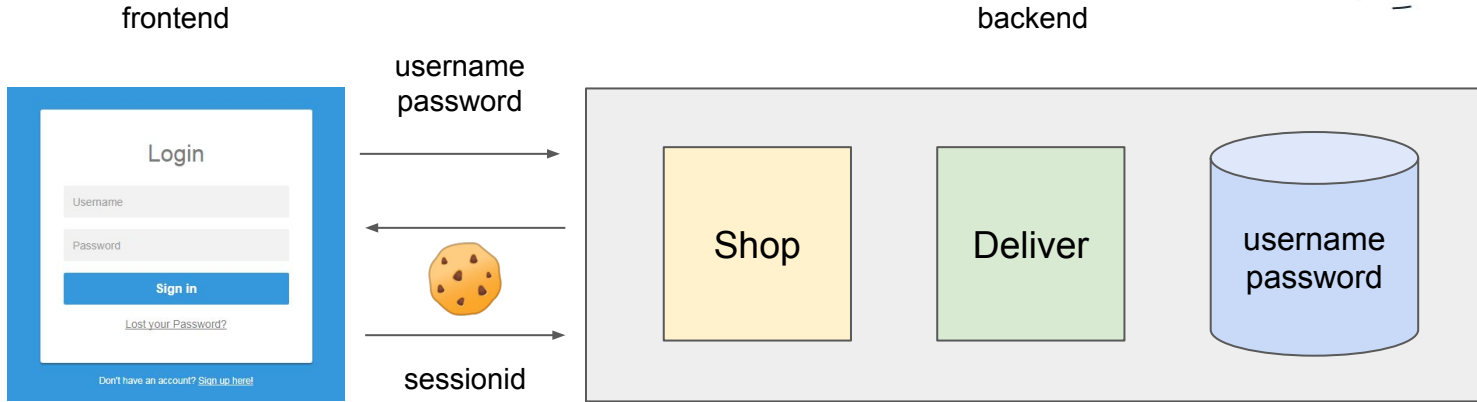 frontend
backend
username
password
Login
Username
Password
Sign in
Lost your Password?
Don't have an account? Sign up here!
sessionid
Shop
Deliver
username
password